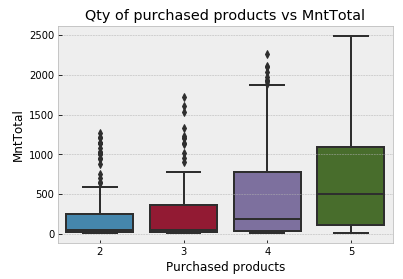 Qty of purchased products vs MntTotal
2500
2000
1500
1000
500
0
MntTotal
2 3 4 5
Purchased products